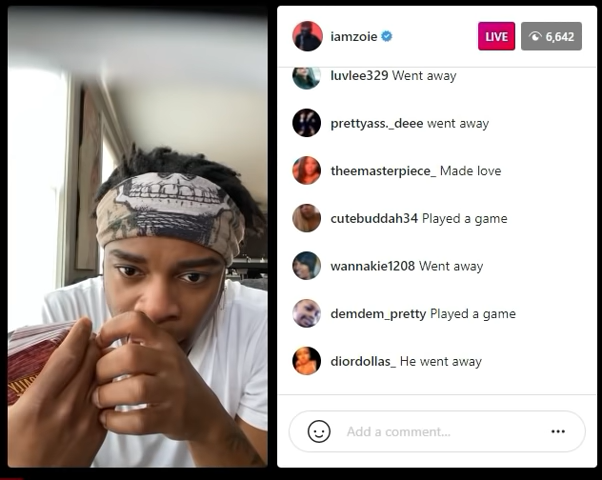 iamzoie
LIVE
6,642
luvlee329 Went away
prettyass._deee went away
theemasterpiece_ Made love
cutebuddah34 Played a game
wannakie1208 Went away
demdem_pretty Played a game
diordollas_ He went away
Add a comment...